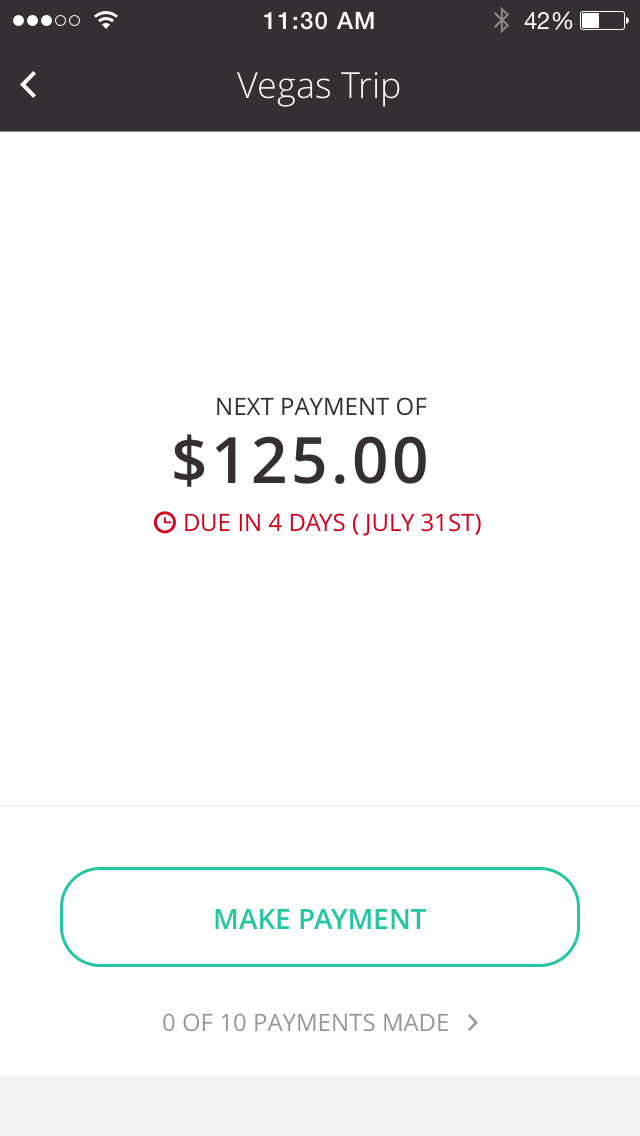 11:30 AM
42%
Vegas Trip
NEXT PAYMENT OF
$125.00
DUE IN 4 DAYS ( JULY 31ST)
MAKE PAYMENT
0 OF 10 PAYMENTS MADE